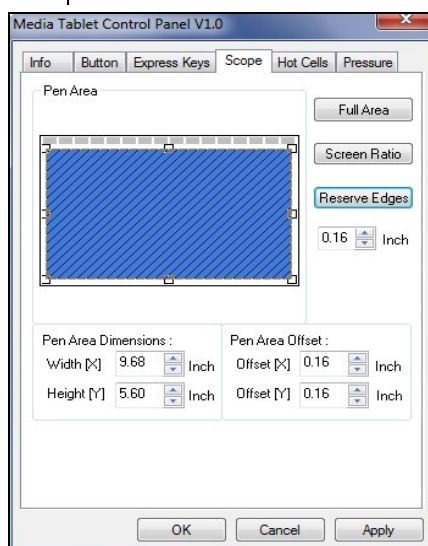 Media Tablet Control Panel V1.0
Info Button Express Keys Scope Hot Cells Pressure
Pen Area
Full Area
Screen Ratio
Reserve Edges
0.16 Inch
Pen Area Dimensions : Pen Area Offset :
Width [X] 9.68 Inch Offset [X] 0.16 Inch
Height [Y] 5.60 Inch Offset [Y] 0.16 Inch
OK Cancel Apply